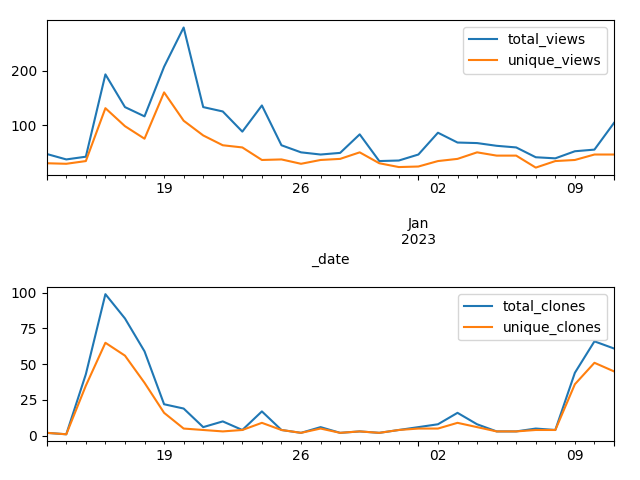 total_views
unique_views
200
100
19
26
02
09
Jan
2023
_date
total_clones
unique_clones
100
75
50
25
0
19
26
02
09